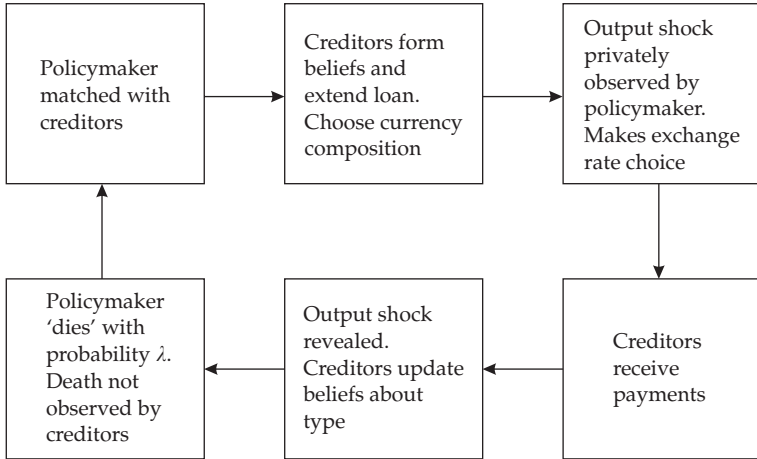 Policymaker
matched with
creditors
Creditors form
beliefs and
extend loan.
Choose currency
composition
Output shock
privately
observed by
policymaker.
Makes exchange
rate choice
Creditors
receive
payments
Output shock
revealed.
Creditors update
beliefs about
type
Policymaker
‘dies’ with
probability λ.
Death not
observed by
creditors